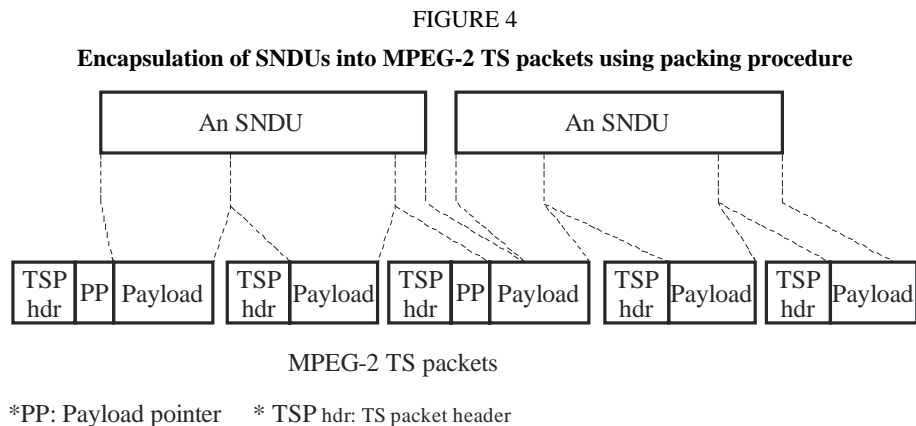 FIGURE 4
Encapsulation of SNDUs into MPEG-2 TS packets using packing procedure
An SNDU An SNDU
TSP hdr PP Payload TSP hdr Payload TSP hdr PP Payload TSP hdr Payload TSP hdr Payload
MPEG-2 TS packets
*PP: Payload pointer * TSP hdr: TS packet header